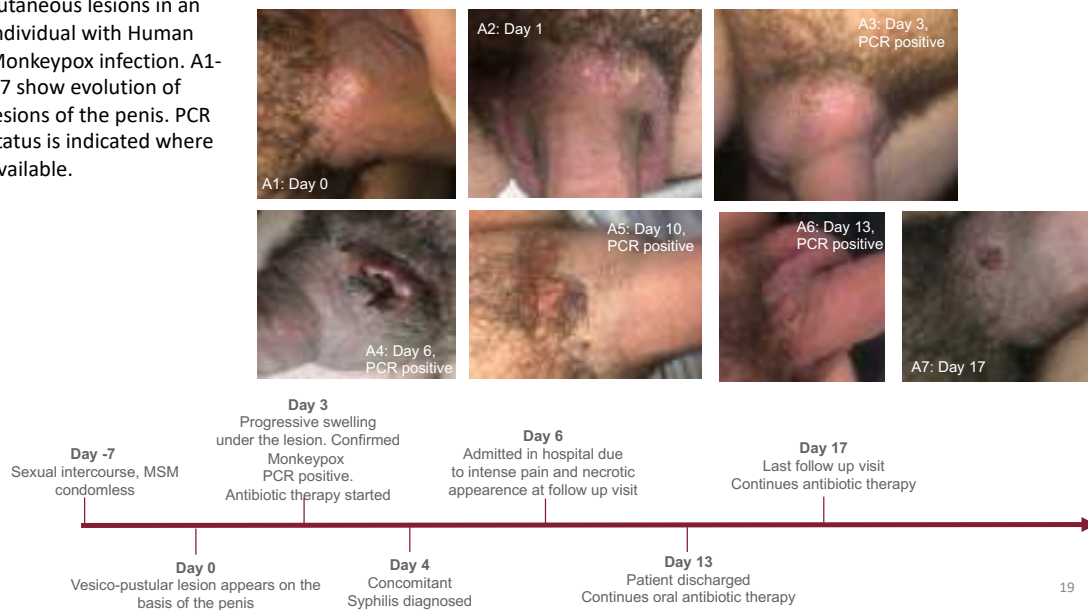 cutaneous lesions in an
individual with Human
Monkeypox infection. A1-
7 show evolution of
lesions of the penis. PCR
status is indicated where
available.
A1: Day 0
A2: Day 1
A3: Day 3,
PCR positive
A4: Day 6,
PCR positive
A5: Day 10,
PCR positive
A6: Day 13,
PCR positive
A7: Day 17
Day -7
Sexual intercourse, MSM
condomless
Day 0
Vesico-pustular lesion appears on the
basis of the penis
Day 3
Progressive swelling
under the lesion. Confirmed
Monkeypox
PCR positive.
Antibiotic therapy started
Day 4
Concomitant
Syphilis diagnosed
Day 6
Admitted in hospital due
to intense pain and necrotic
appearence at follow up visit
Day 13
Patient discharged
Continues oral antibiotic therapy
Day 17
Last follow up visit
Continues antibiotic therapy
19